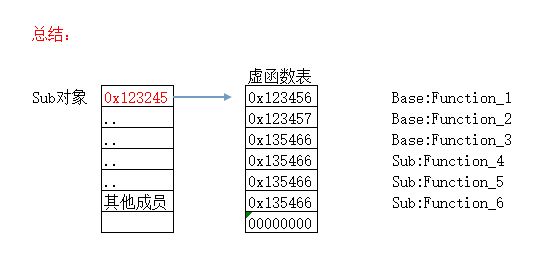 总结：
虚函数表
Sub对象 0x123245 0x123456 Base:Function_1
.. 0x123457 Base:Function_2
.. 0x135466 Base:Function_3
.. 0x135466 Sub:Function_4
.. 0x135466 Sub:Function_5
其他成员 0x135466 Sub:Function_6
00000000